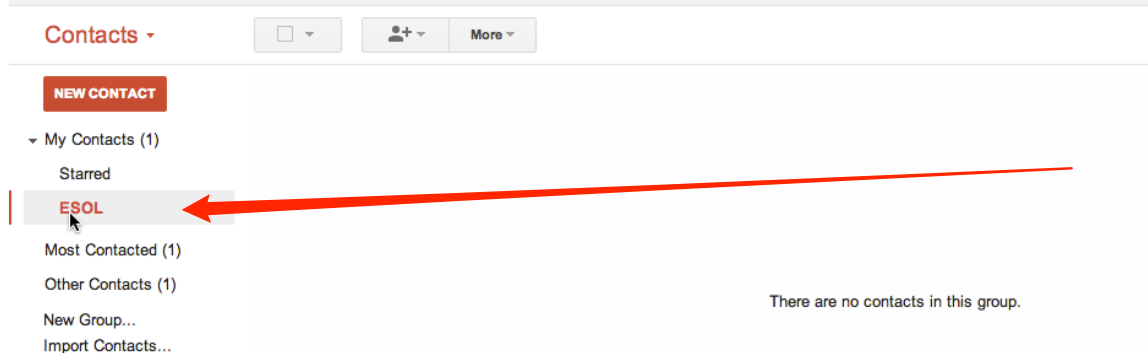 Contacts
More
NEW CONTACT
My Contacts (1)
Starred
ESOL
Most Contacted (1)
Other Contacts (1)
There are no contacts in this group.
New Group...
Import Contacts...